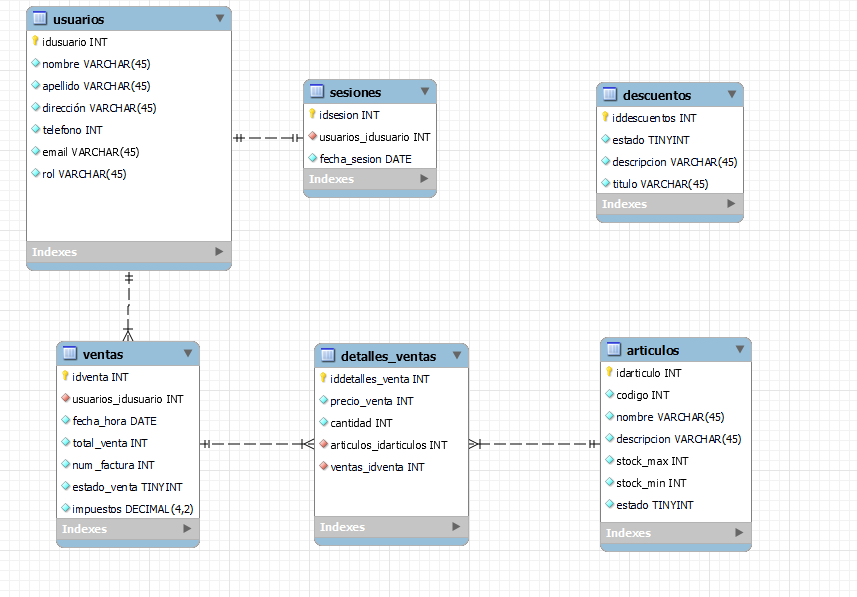 usuarios
idusuario INT
nombre VARCHAR(45)
apellido VARCHAR(45)
dirección VARCHAR(45)
telefono INT
email VARCHAR(45)
rol VARCHAR(45)
Indexes
sesiones
idsesion INT
usuarios_idusuario INT
fecha_sesion DATE
Indexes
descuentos
iddescuentos INT
estado TINYINT
descripcion VARCHAR(45)
titulo VARCHAR(45)
Indexes
ventas
idventa INT
usuarios_idusuario INT
fecha_hora DATE
total_venta INT
num_factura INT
estado_venta TINYINT
impuestos DECIMAL(4,2)
Indexes
detalles_ventas
iddetalles_venta INT
precio_venta INT
cantidad INT
articulos_idarticulos INT
ventas_idventa INT
Indexes
articulos
idarticulo INT
codigo INT
nombre VARCHAR(45)
descripcion VARCHAR(45)
stock_max INT
stock_min INT
estado TINYINT
Indexes